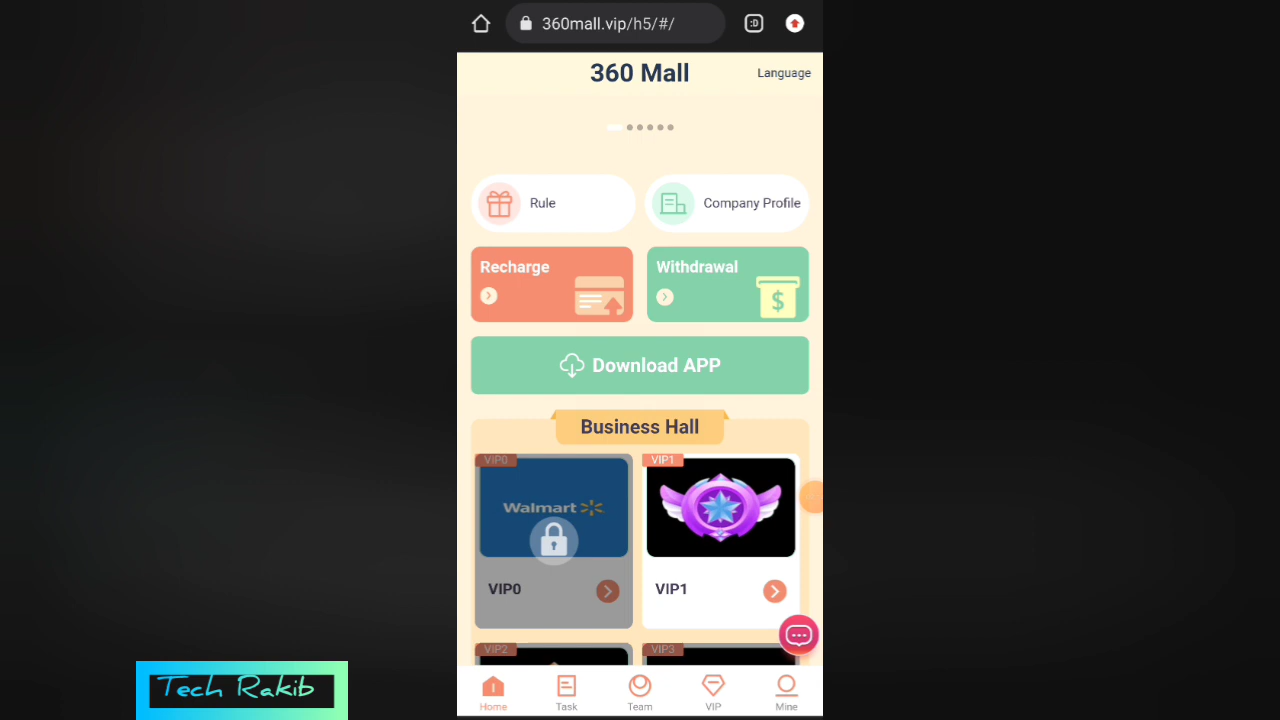 360mall.vip/h5/#/
:D
360 Mall
Language
Rule
Company Profile
Recharge
Withdrawal
$
Download APP
Business Hall
VIP0
VIP1
Walmart
VIP0
VIP1
VIP2
VIP3
Home
Task
Team
VIP
Mine
Tech Rakib